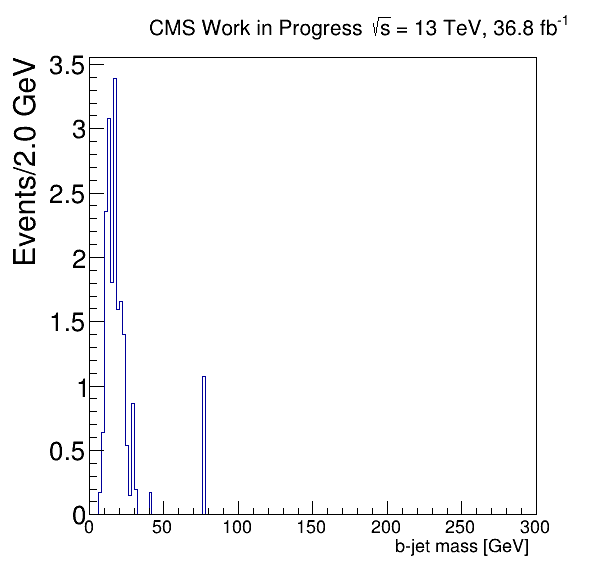 CMS Work in Progress √s = 13 TeV, 36.8 fb⁻¹
Events/2.0 GeV
3.5
3
2.5
2
1.5
1
0.5
0
0 50 100 150 200 250 300
b-jet mass [GeV]